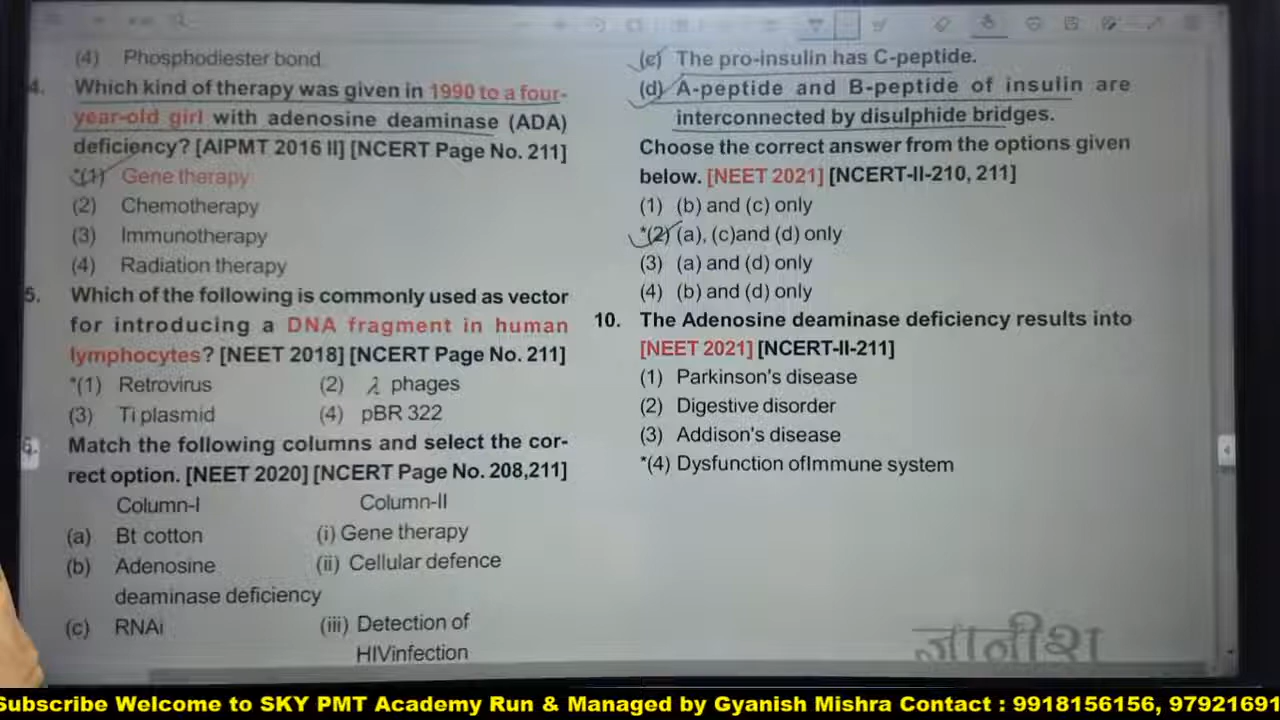 (4) Phosphodiester bond
4. Which kind of therapy was given in 1990 to a four-
year-old girl with adenosine deaminase (ADA)
deficiency? [AIPMT 2016 II] [NCERT Page No. 211]
*(1) Gene therapy
(2) Chemotherapy
(3) Immunotherapy
(4) Radiation therapy
5. Which of the following is commonly used as vector
for introducing a DNA fragment in human
lymphocytes? [NEET 2018] [NCERT Page No. 211]
*(1) Retrovirus (2) λ phages
(3) Ti plasmid (4) pBR 322
6. Match the following columns and select the cor-
rect option. [NEET 2020] [NCERT Page No. 208,211]
Column-I Column-II
(a) Bt cotton (i) Gene therapy
(b) Adenosine (ii) Cellular defence
deaminase deficiency
(c) RNAi (iii) Detection of
HIVinfection
(c) The pro-insulin has C-peptide.
(d) A-peptide and B-peptide of insulin are
interconnected by disulphide bridges.
Choose the correct answer from the options given
below. [NEET 2021] [NCERT-II-210, 211]
(1) (b) and (c) only
*(2) (a), (c)and (d) only
(3) (a) and (d) only
(4) (b) and (d) only
10. The Adenosine deaminase deficiency results into
[NEET 2021] [NCERT-II-211]
(1) Parkinson's disease
(2) Digestive disorder
(3) Addison's disease
*(4) Dysfunction ofImmune system
ज्ञानीश
Subscribe Welcome to SKY PMT Academy Run & Managed by Gyanish Mishra Contact : 9918156156, 97921691